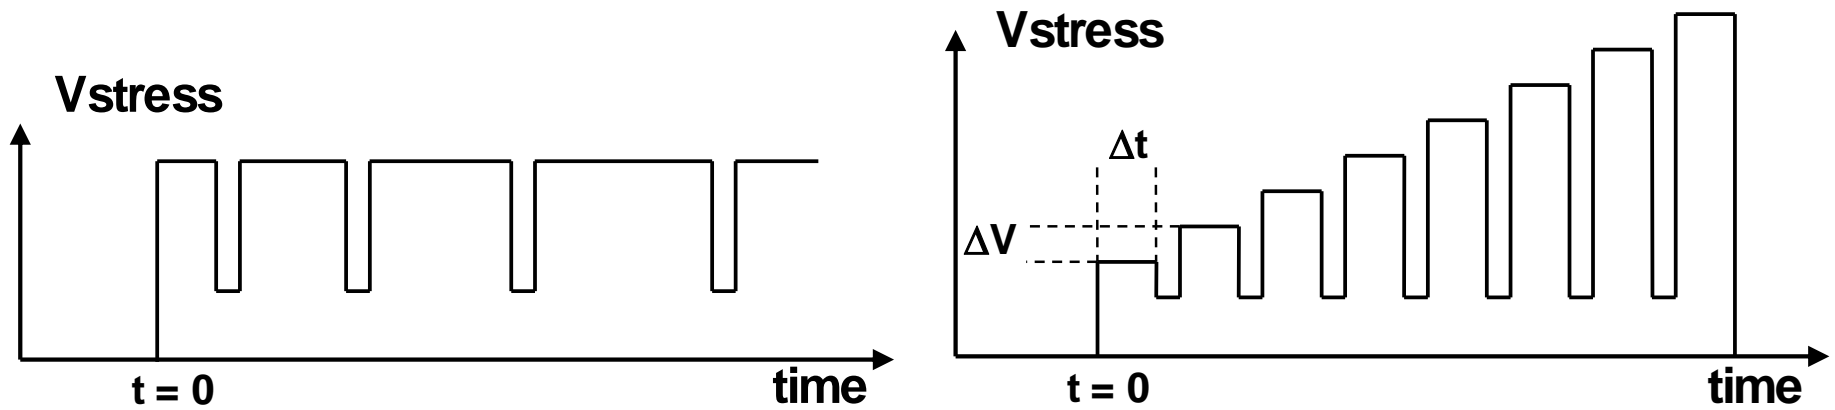 Vstress
t = 0
time
Vstress
Δt
ΔV
t = 0
time